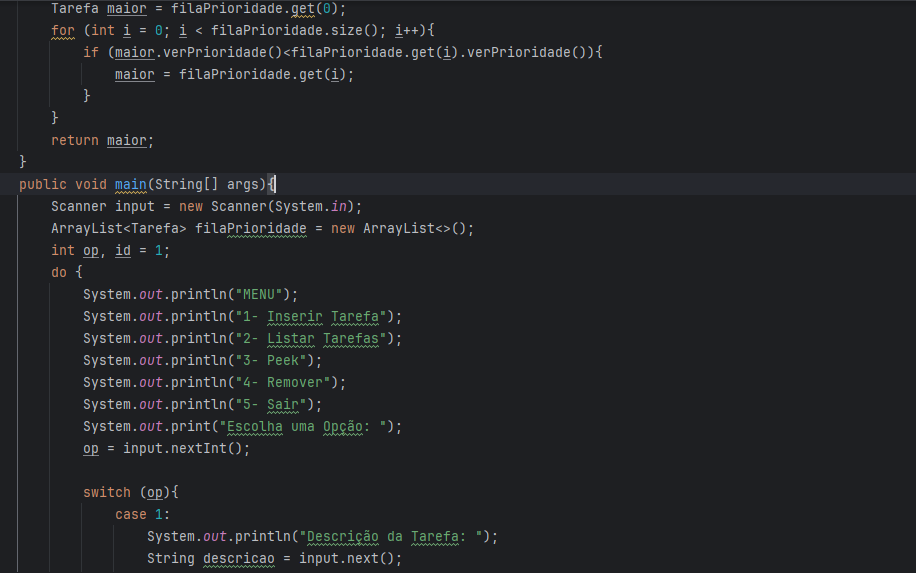 Tarefa maior = filaPrioridade.get(0);
for (int i = 0; i < filaPrioridade.size(); i++){
if (maior.verPrioridade()<filaPrioridade.get(i).verPrioridade()){
maior = filaPrioridade.get(i);
}
}
return maior;
}
public void main(String[] args){
Scanner input = new Scanner(System.in);
ArrayList<Tarefa> filaPrioridade = new ArrayList<>();
int op, id = 1;
do {
System.out.println("MENU");
System.out.println("1- Inserir Tarefa");
System.out.println("2- Listar Tarefas");
System.out.println("3- Peek");
System.out.println("4- Remover");
System.out.println("5- Sair");
System.out.print("Escolha uma Opção: ");
op = input.nextInt();
switch (op){
case 1:
System.out.println("Descrição da Tarefa: ");
String descricao = input.next();